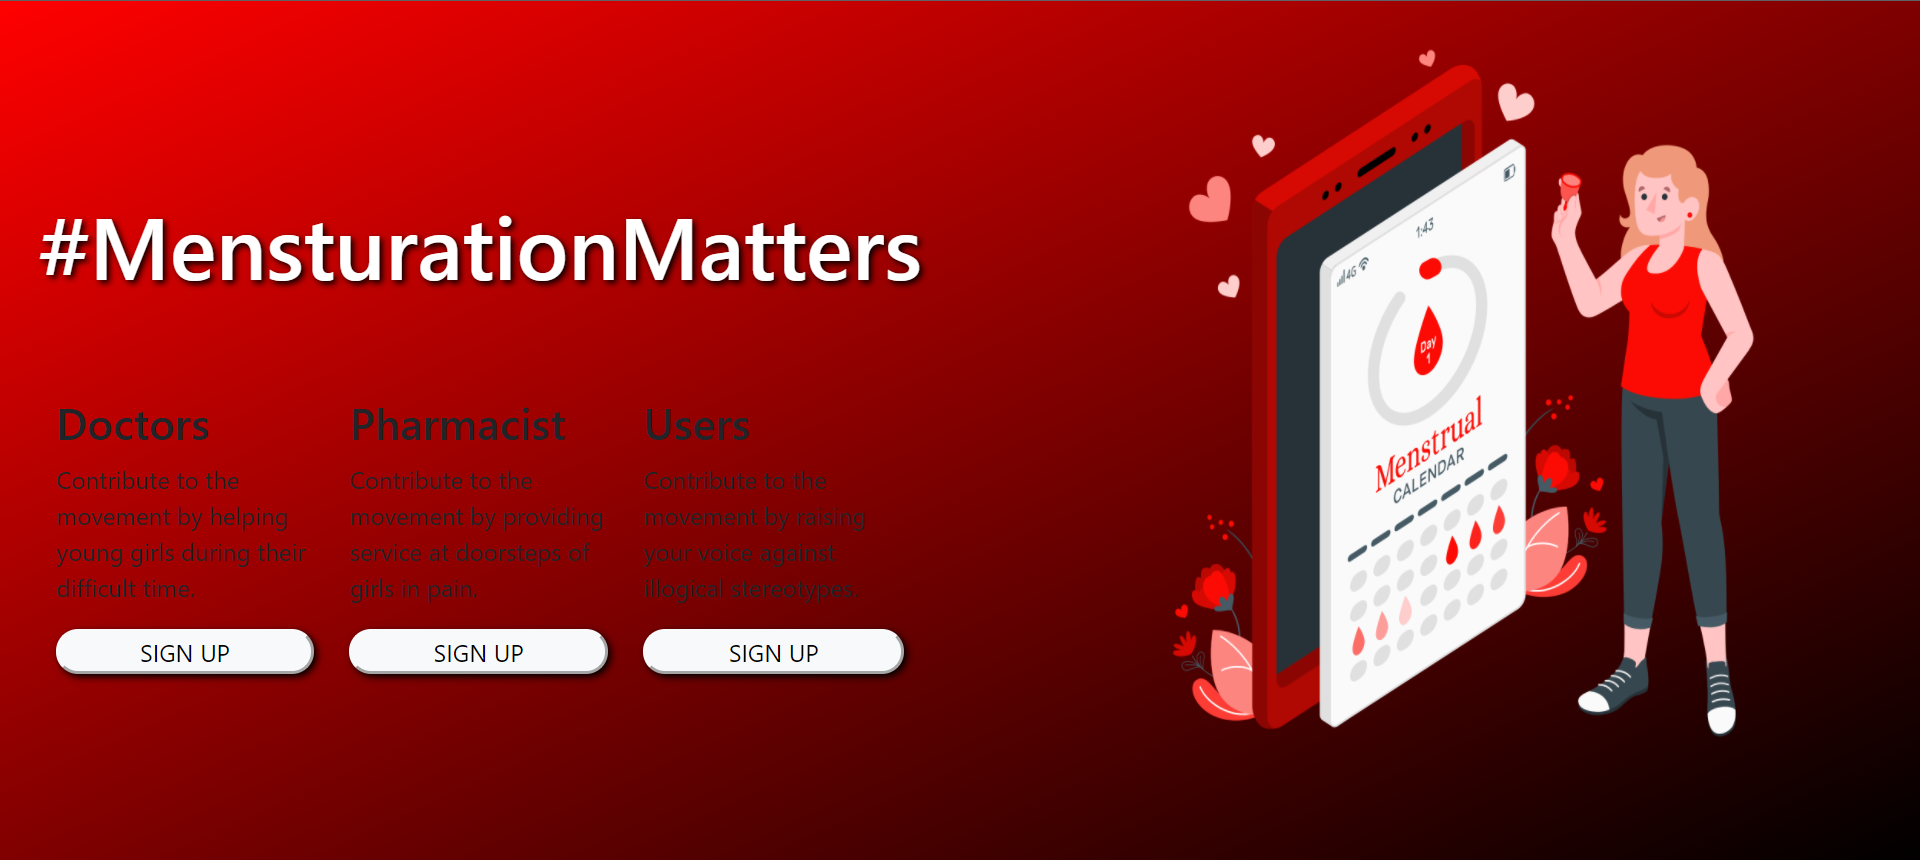 #MensturationMatters
Doctors
Contribute to the
movement by helping
young girls during their
difficult time.
SIGN UP
Pharmacist
Contribute to the
movement by providing
service at doorsteps of
girls in pain.
SIGN UP
Users
Contribute to the
movement by raising
your voice against
illogical stereotypes.
SIGN UP
1:43
4G
Day
1
Menstrual
CALENDAR